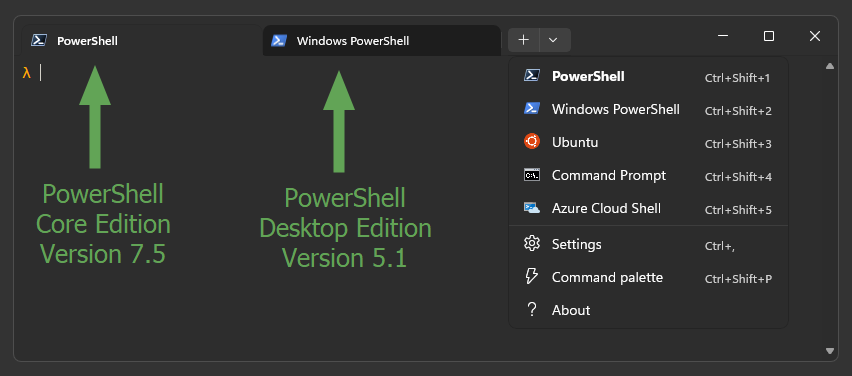 PowerShell
Windows PowerShell
λ
PowerShell
Core Edition
Version 7.5
PowerShell
Desktop Edition
Version 5.1
PowerShell Ctrl+Shift+1
Windows PowerShell Ctrl+Shift+2
Ubuntu Ctrl+Shift+3
Command Prompt Ctrl+Shift+4
Azure Cloud Shell Ctrl+Shift+5
Settings Ctrl+,
Command palette Ctrl+Shift+P
About